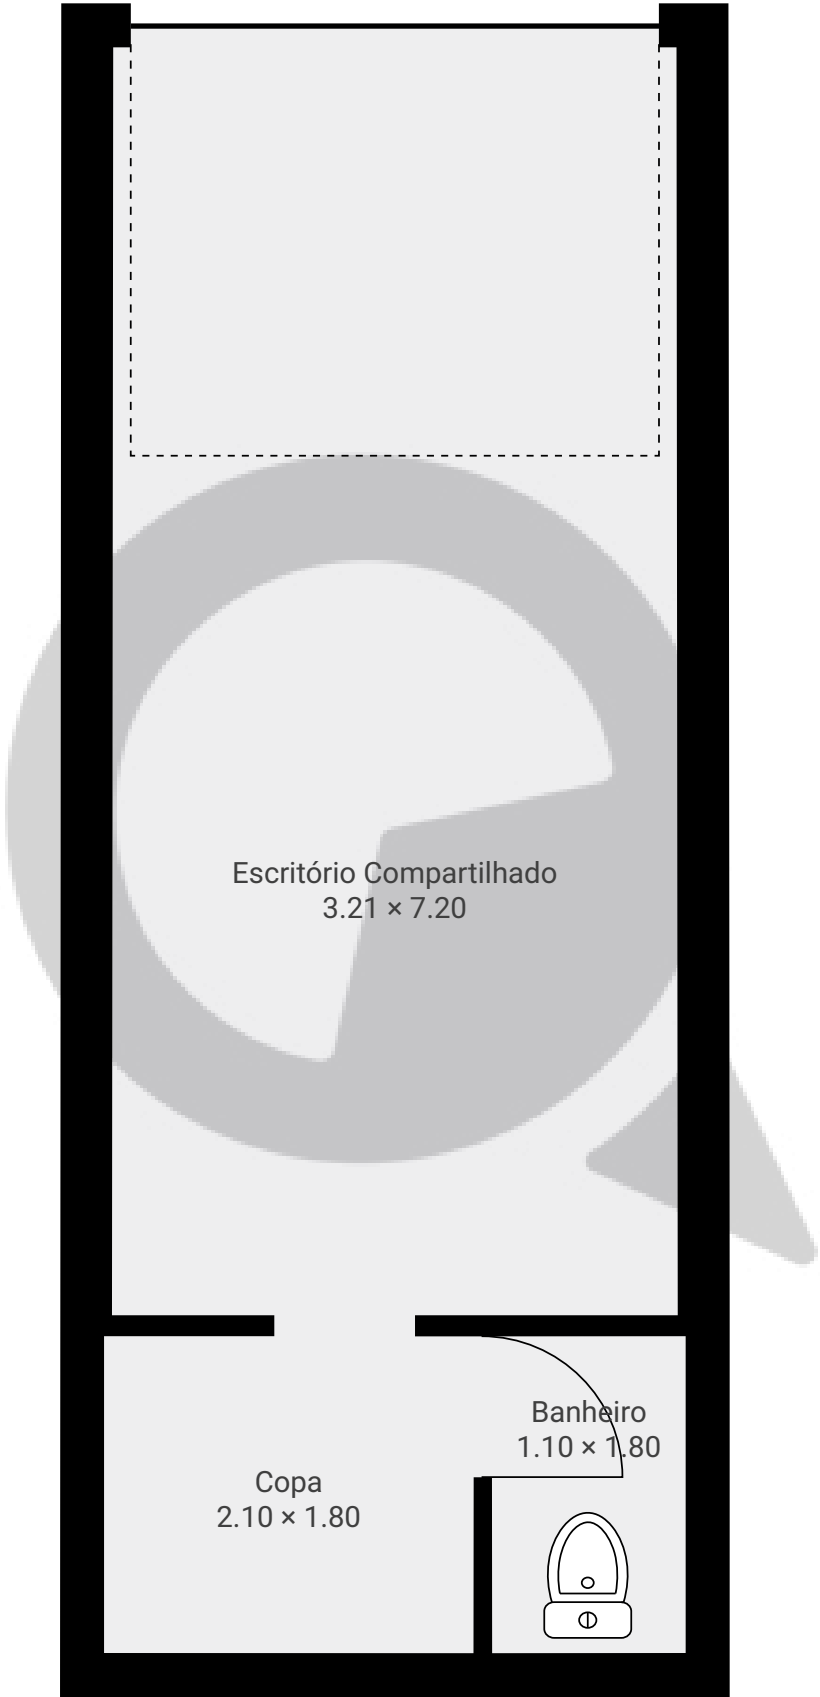 Escritório Compartilhado
3.21 × 7.20
Banheiro
1.10 × 1.80
Copa
2.10 × 1.80